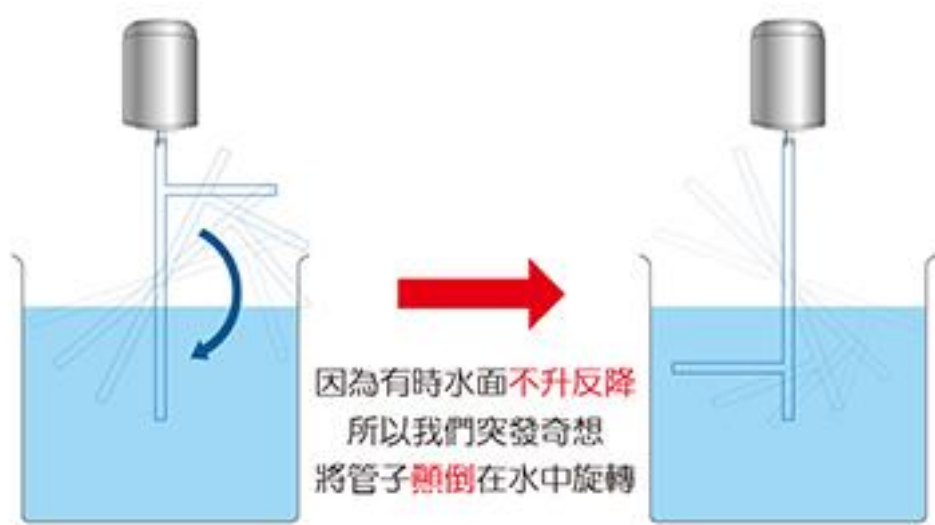 因為有時水面不升反降
所以我們突發奇想
將管子顚倒在水中旋轉